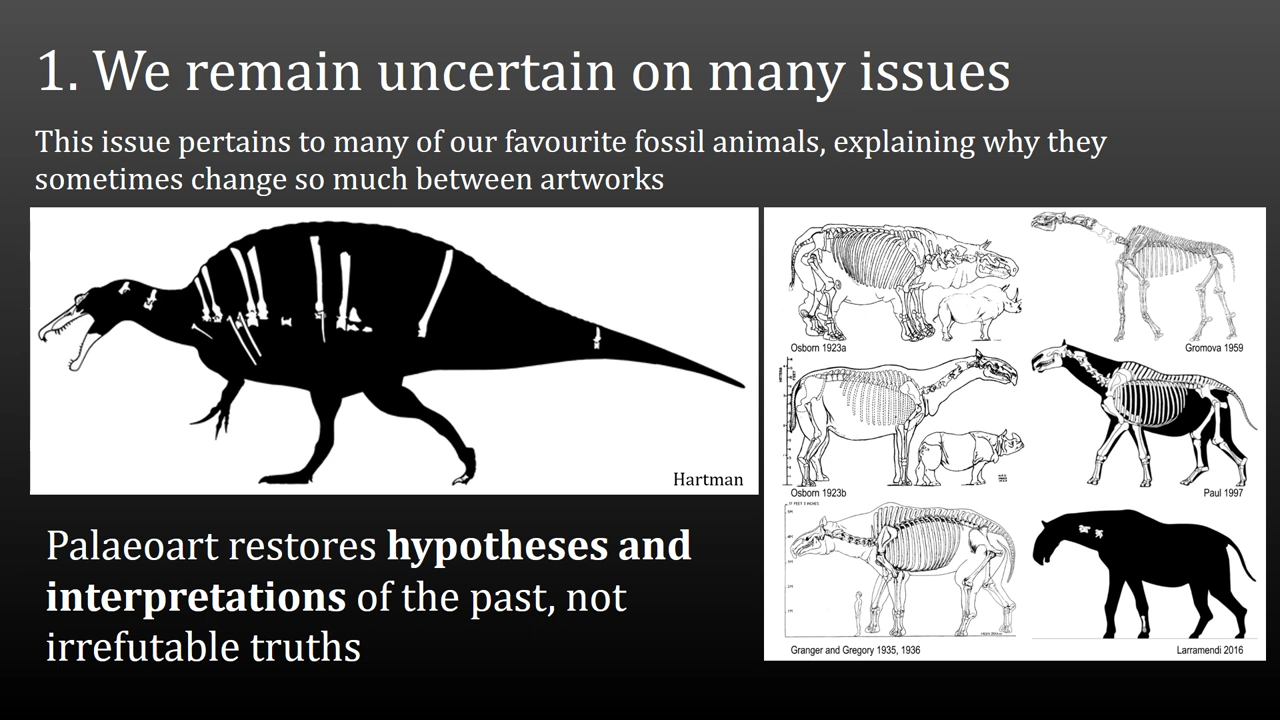 1. We remain uncertain on many issues
This issue pertains to many of our favourite fossil animals, explaining why they
sometimes change so much between artworks
Hartman
Osborn 1923a
Gromova 1959
Osborn 1923b
Paul 1997
Granger and Gregory 1935, 1936
Larramendi 2016
Palaeoart restores hypotheses and
interpretations of the past, not
irrefutable truths